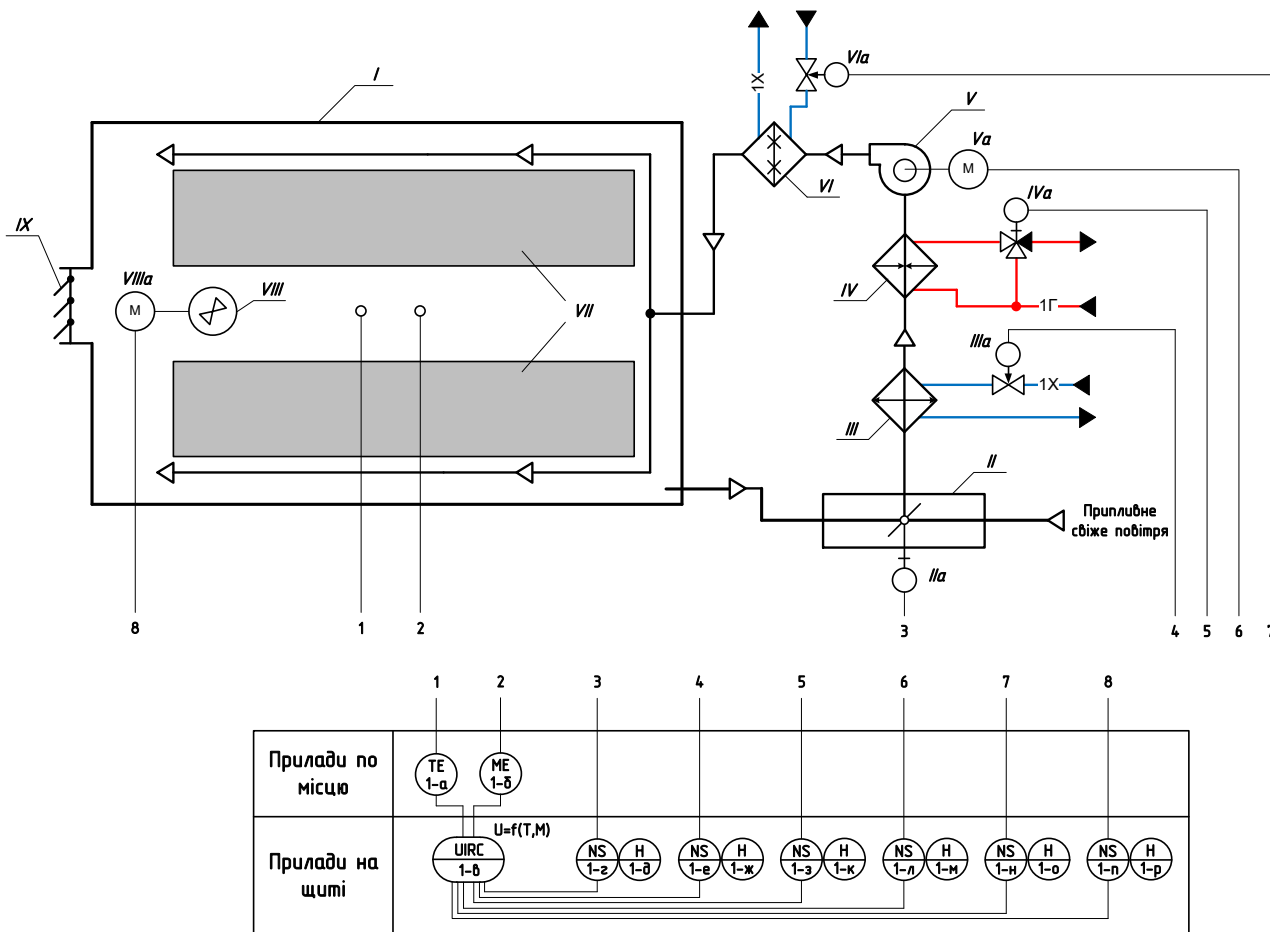 I
1Х
VIa
V
Va
VI
IVa
IX
VIIIa
М
VIII
VII
М
IV
1Г
IIIa
1Х
III
II
Припливне
свіже повітря
IIa
8
1
2
3
4
5
6
1
2
3
4
5
6
7
8
Прилади по
місцю
TE
1-а
ME
1-б
U=f(T,M)
Прилади на
щиті
UIRC
1-в
NS
1-г
H
1-д
NS
1-е
H
1-ж
NS
1-з
H
1-к
NS
1-л
H
1-м
NS
1-н
H
1-о
NS
1-п
H
1-р